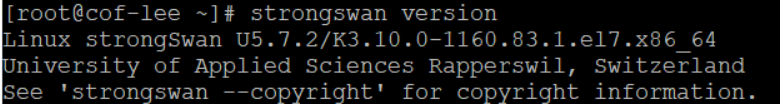 [root@cof-lee ~]# strongswan version
Linux strongSwan U5.7.2/K3.10.0-1160.83.1.el7.x86_64
University of Applied Sciences Rapperswil, Switzerland
See 'strongswan --copyright' for copyright information.